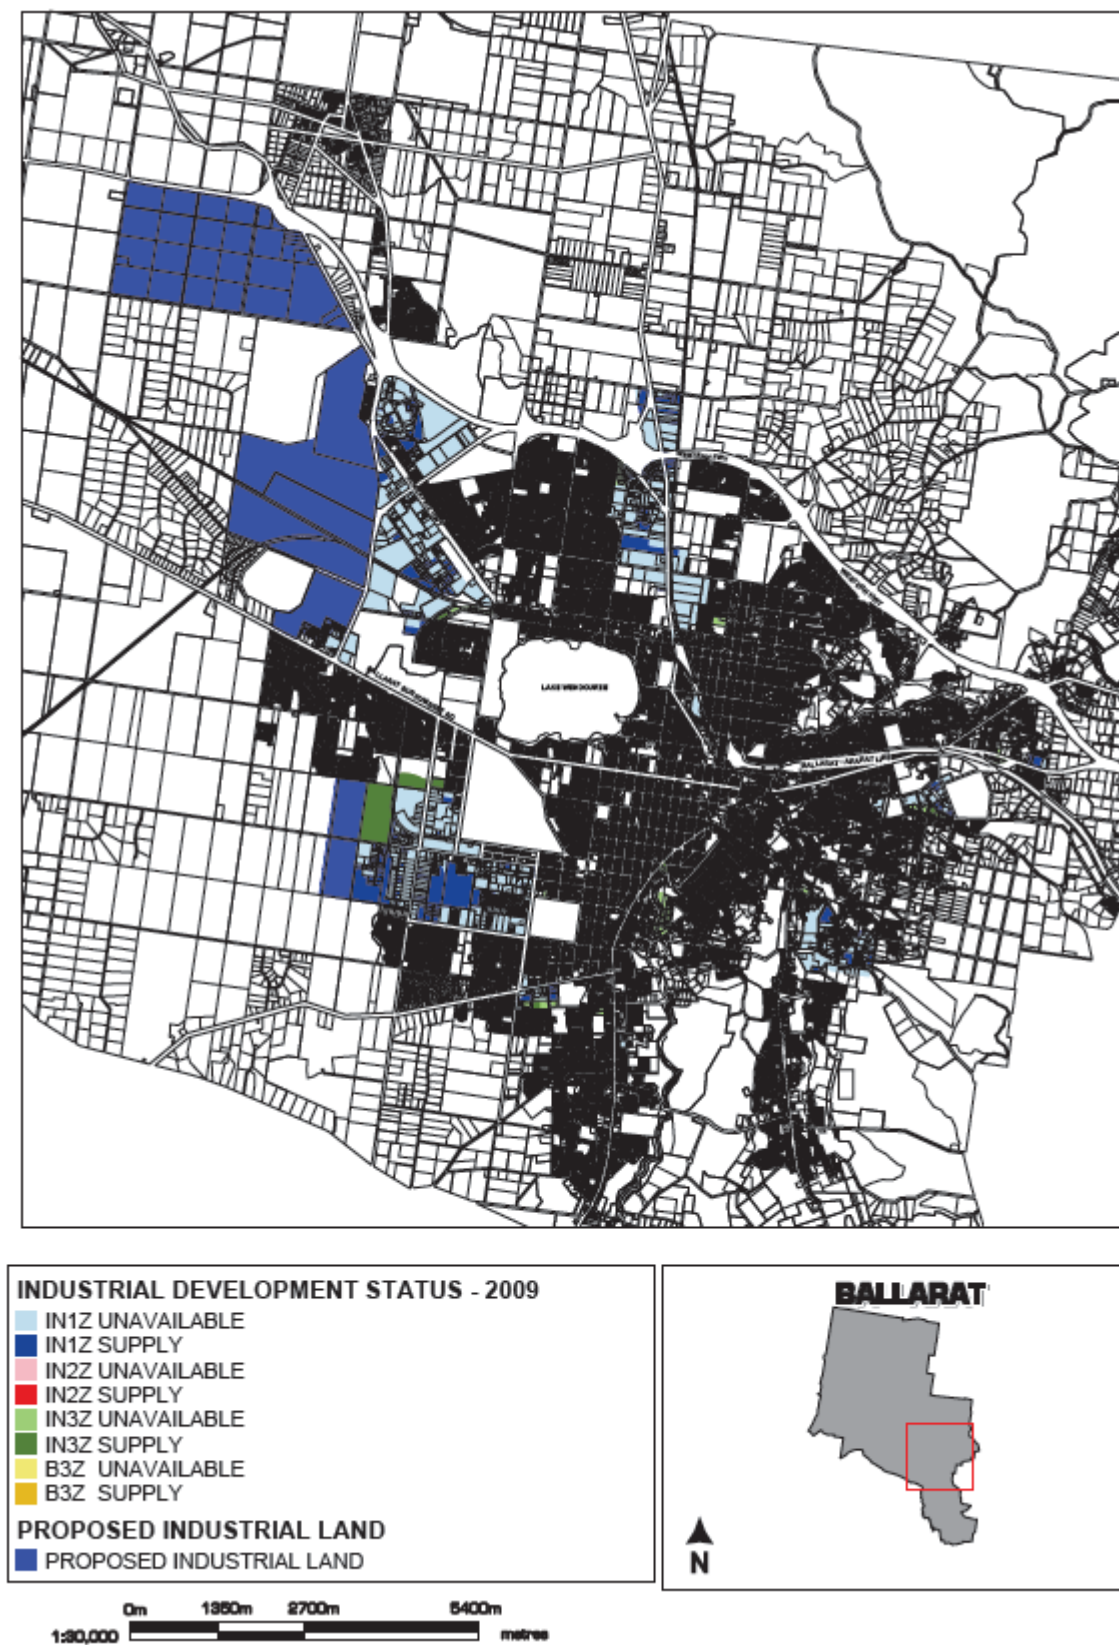 LAKE WENDOUREE
BALLARAT BURRUMBEET RD
BALLARAT-ARARAT
INDUSTRIAL DEVELOPMENT STATUS - 2009
IN1Z UNAVAILABLE
IN1Z SUPPLY
IN2Z UNAVAILABLE
IN2Z SUPPLY
IN3Z UNAVAILABLE
IN3Z SUPPLY
B3Z UNAVAILABLE
B3Z SUPPLY
PROPOSED INDUSTRIAL LAND
PROPOSED INDUSTRIAL LAND
BALLARAT
N
0m 1350m 2700m 5400m
1:30,000 metres